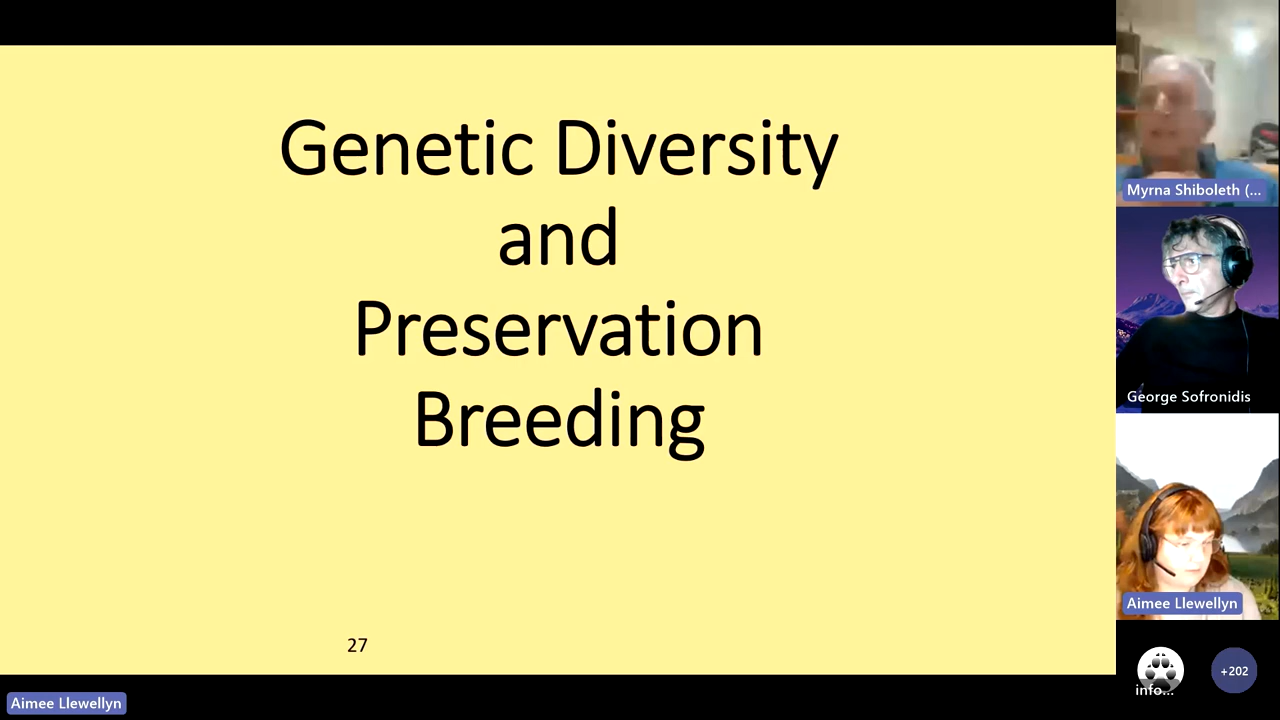 Genetic Diversity
and
Preservation
Breeding
27
Aimee Llewellyn
Myrna Shiboleth (...
George Sofronidis
Aimee Llewellyn
info...
+202